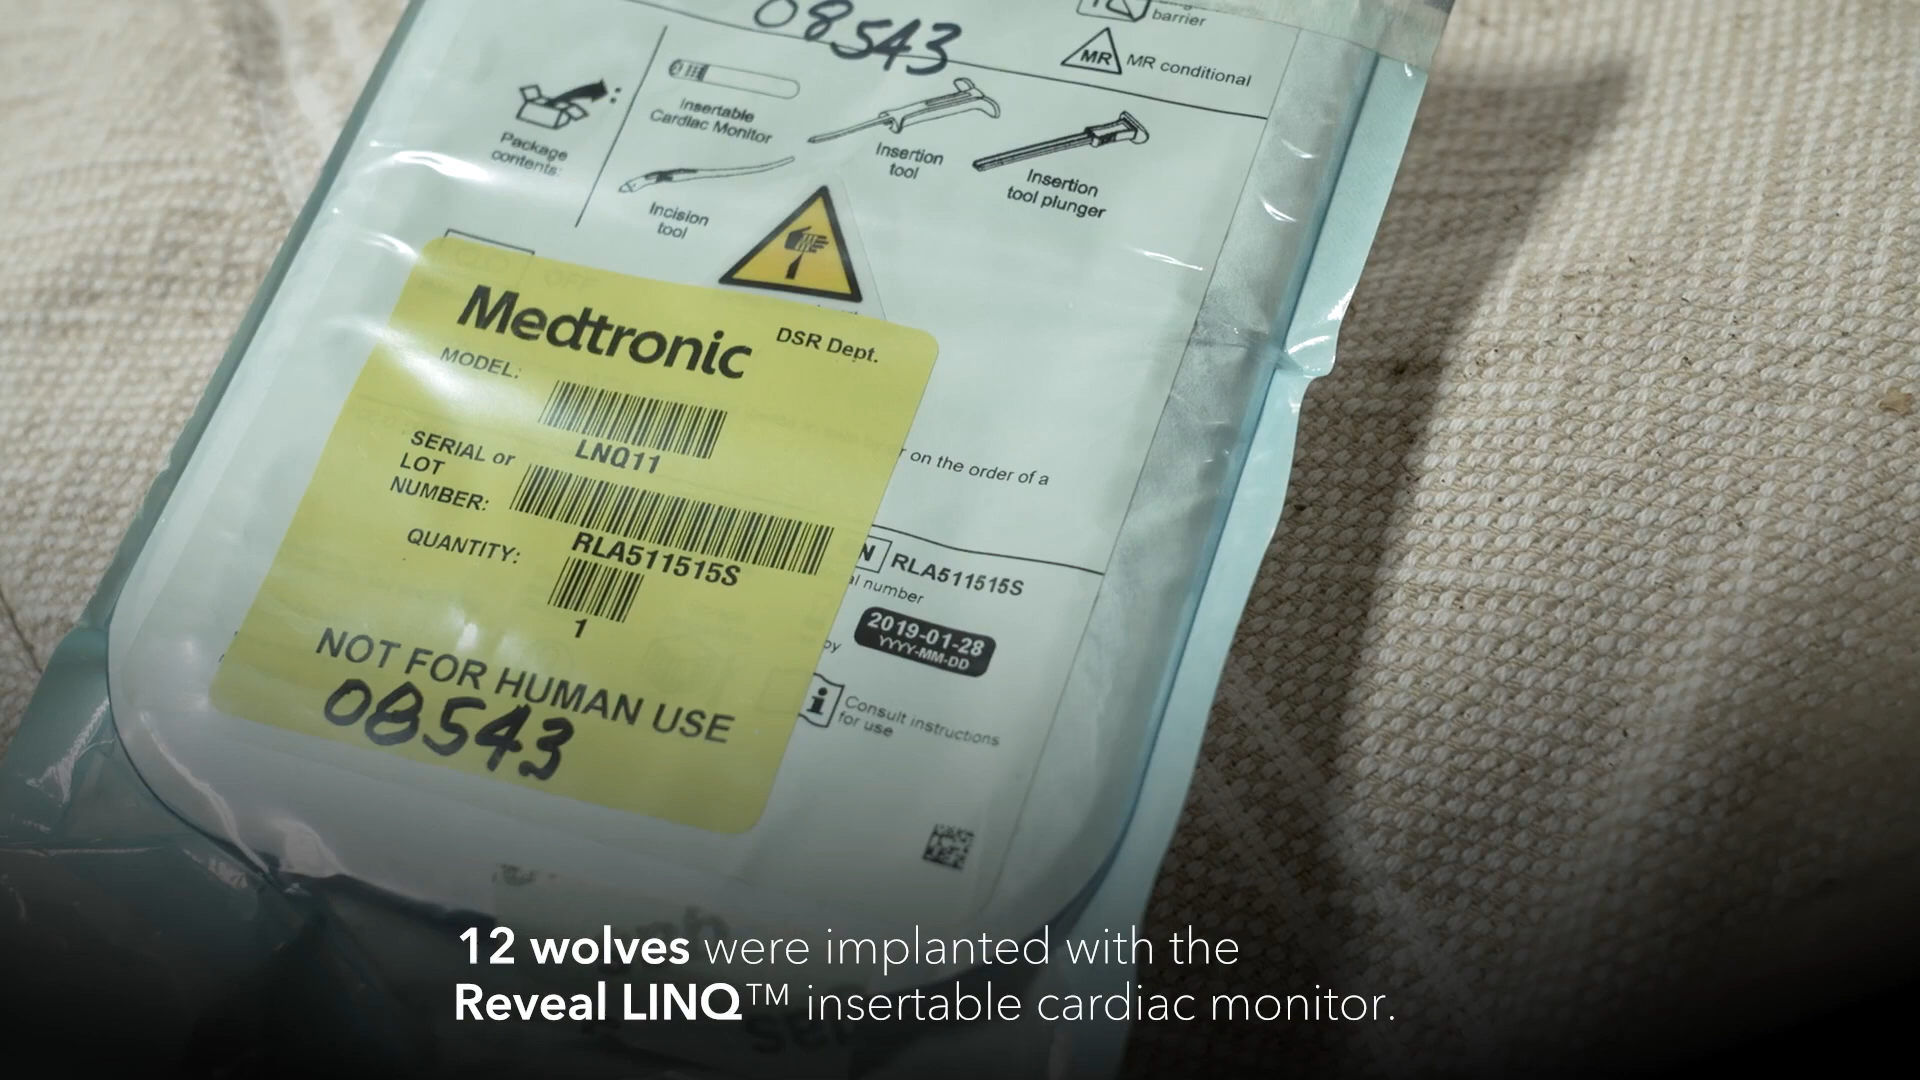 08543
barrier
MR
MR conditional
Package
contents:
Insertable
Cardiac Monitor
Insertion
tool
Insertion
tool plunger
Incision
tool
Medtronic
DSR Dept.
MODEL:
LNQ11
SERIAL or
LOT
NUMBER:
RLA511515S
QUANTITY:
1
NOT FOR HUMAN USE
08543
on the order of a
N RLA511515S
number
2019-01-28
YYYY-MM-DD
i
Consult instructions
for use
12 wolves were implanted with the
Reveal LINQ™ insertable cardiac monitor.